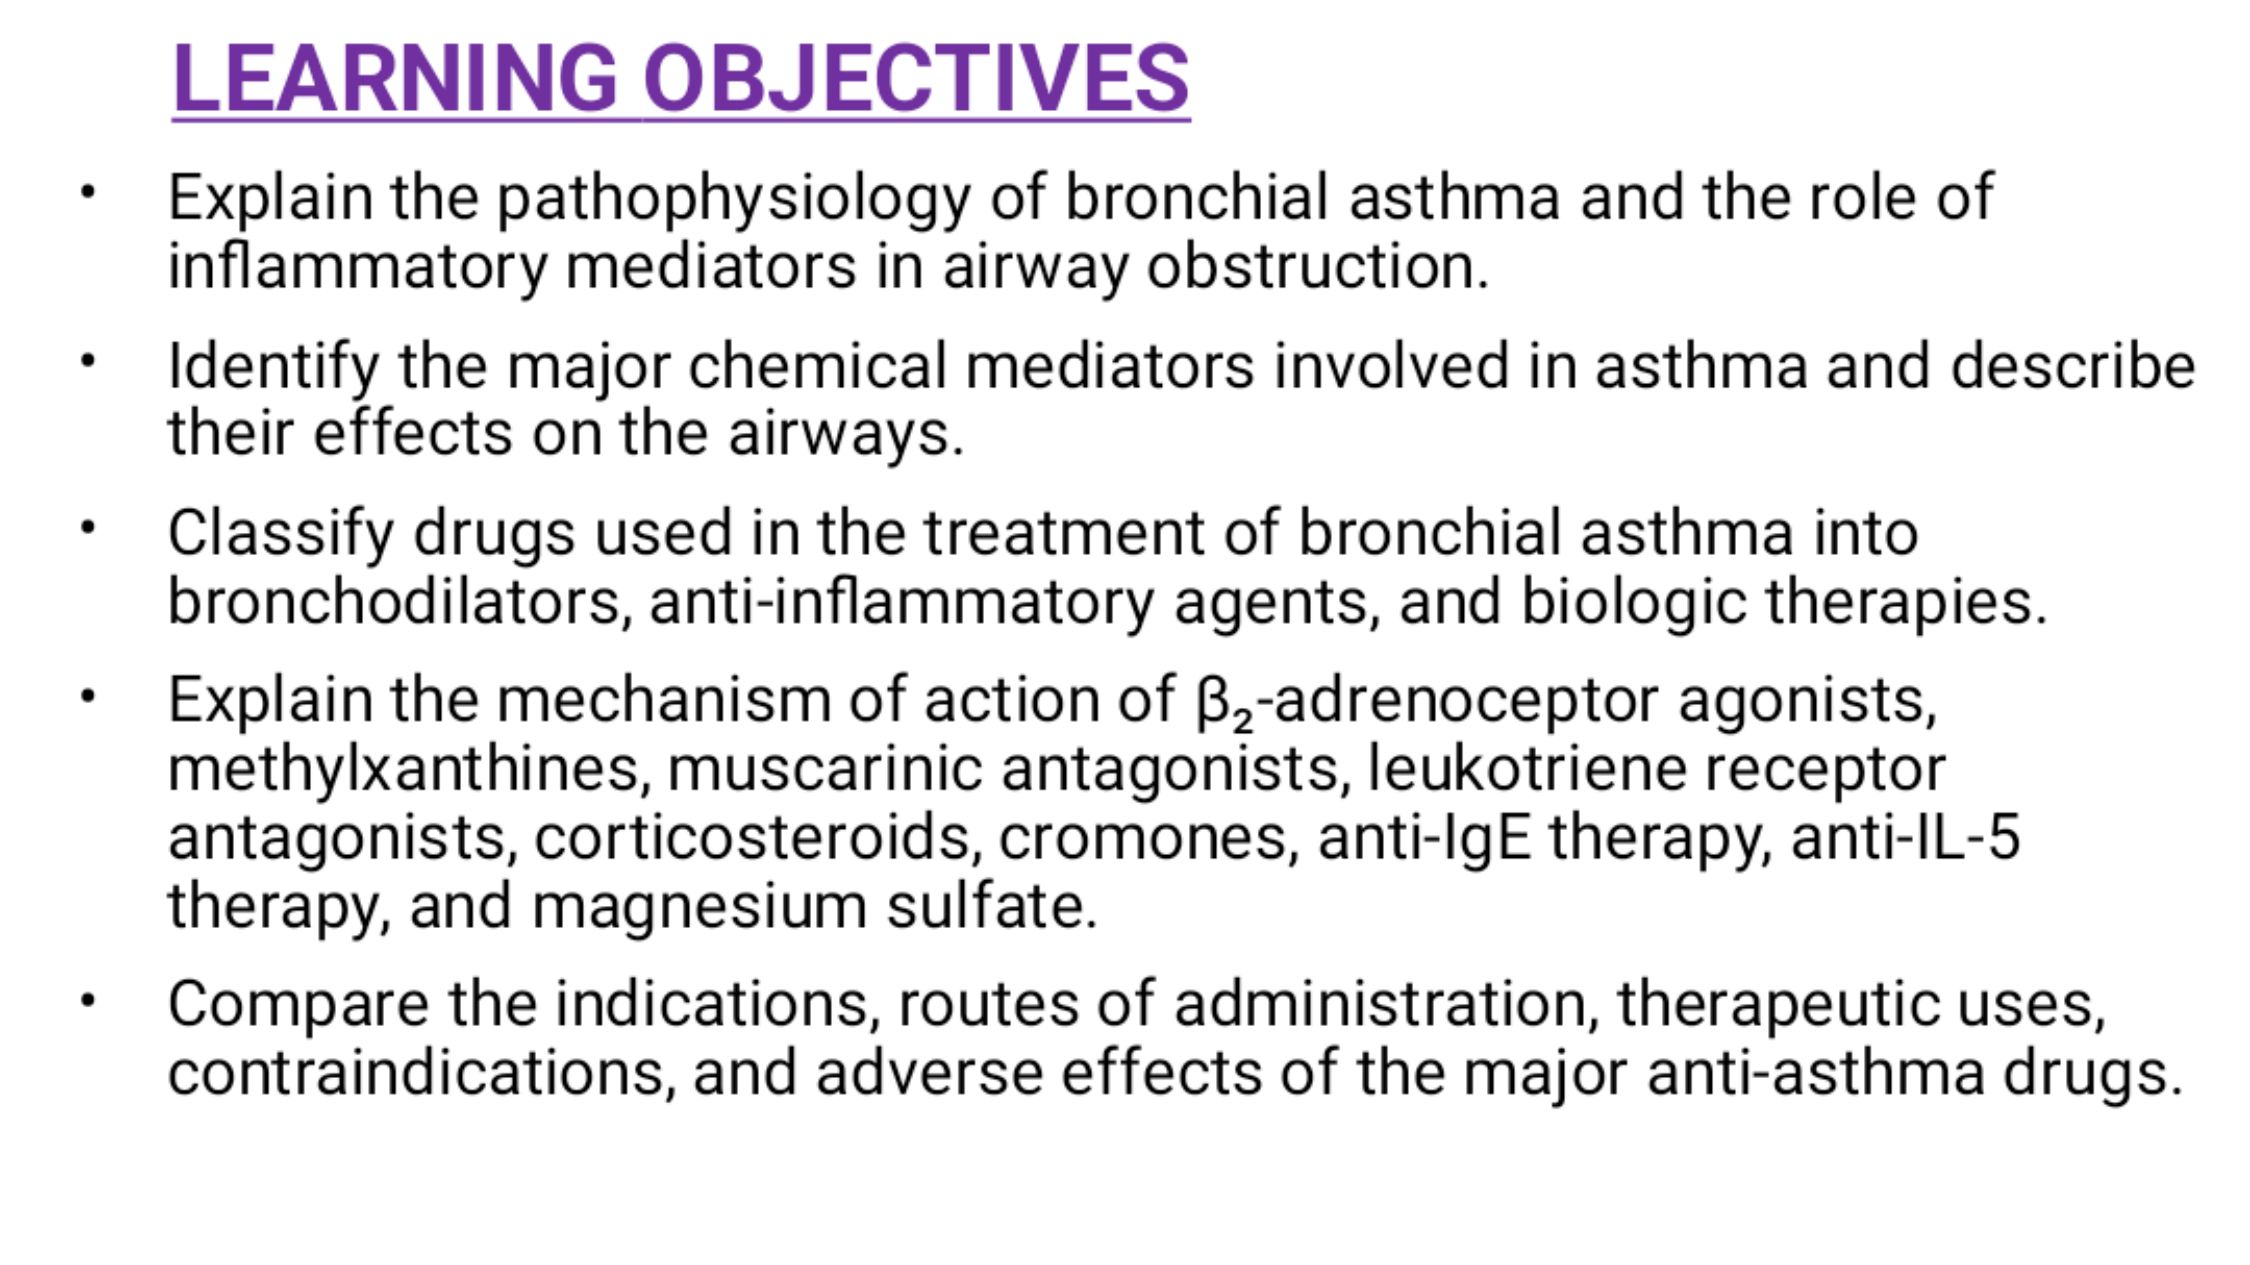 LEARNING OBJECTIVES
• Explain the pathophysiology of bronchial asthma and the role of
inflammatory mediators in airway obstruction.
• Identify the major chemical mediators involved in asthma and describe
their effects on the airways.
• Classify drugs used in the treatment of bronchial asthma into
bronchodilators, anti-inflammatory agents, and biologic therapies.
• Explain the mechanism of action of β₂-adrenoceptor agonists,
methylxanthines, muscarinic antagonists, leukotriene receptor
antagonists, corticosteroids, cromones, anti-IgE therapy, anti-IL-5
therapy, and magnesium sulfate.
• Compare the indications, routes of administration, therapeutic uses,
contraindications, and adverse effects of the major anti-asthma drugs.